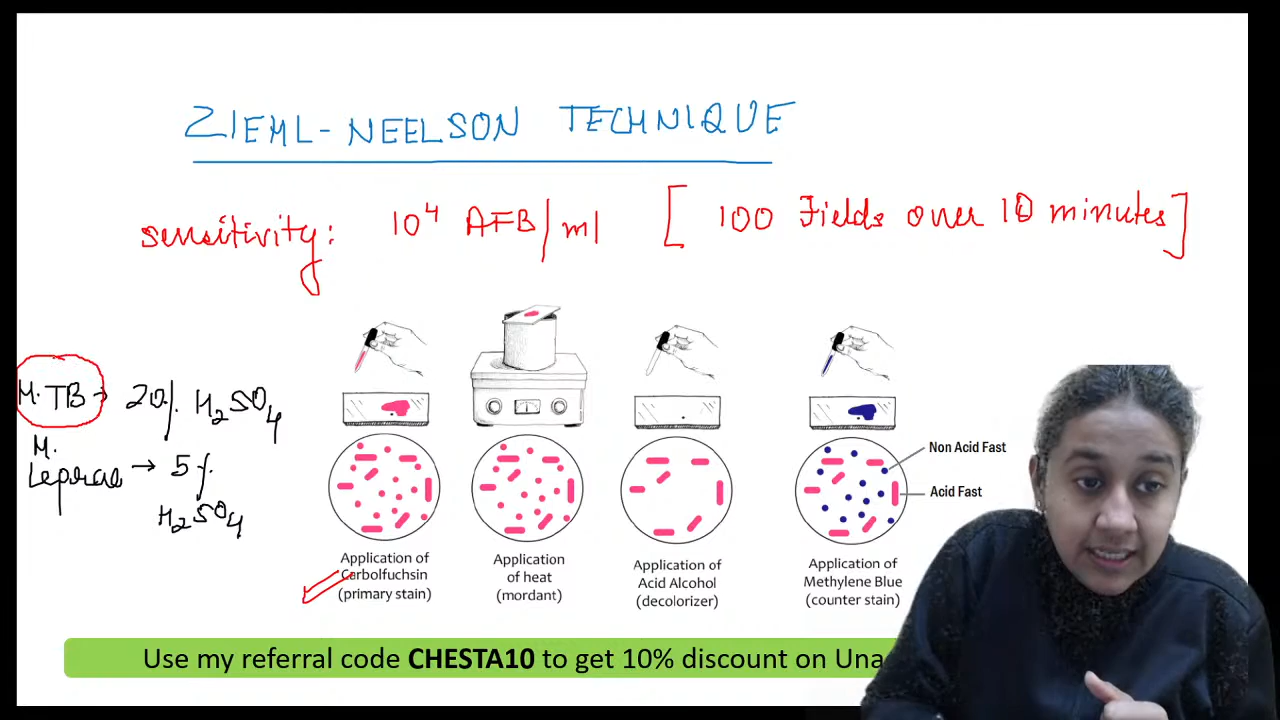 ZIEML-NEELSON TECHNIQUE
sensitivity: 10⁴ AFB/ml [ 100 Fields over 10 minutes ]
M.TB → 20% H₂SO₄
M.
Leprae → 5%
H₂SO₄
Non Acid Fast
Acid Fast
Application of
Carbolfuchsin
(primary stain)
Application
of heat
(mordant)
Application of
Acid Alcohol
(decolorizer)
Application of
Methylene Blue
(counter stain)
Use my referral code CHESTA10 to get 10% discount on Una